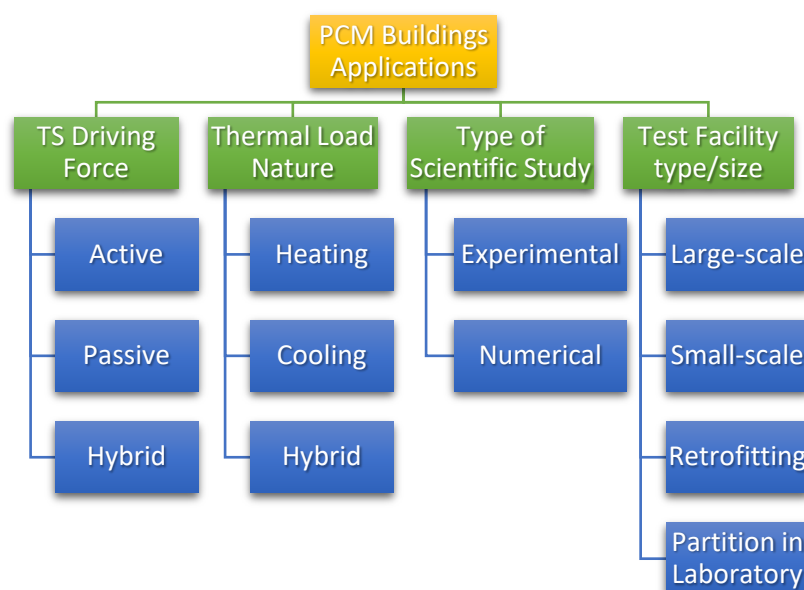 PCM Buildings
Applications
TS Driving
Force
Active
Passive
Hybrid
Thermal Load
Nature
Heating
Cooling
Hybrid
Type of
Scientific Study
Experimental
Numerical
Test Facility
type/size
Large-scale
Small-scale
Retrofitting
Partition in
Laboratory